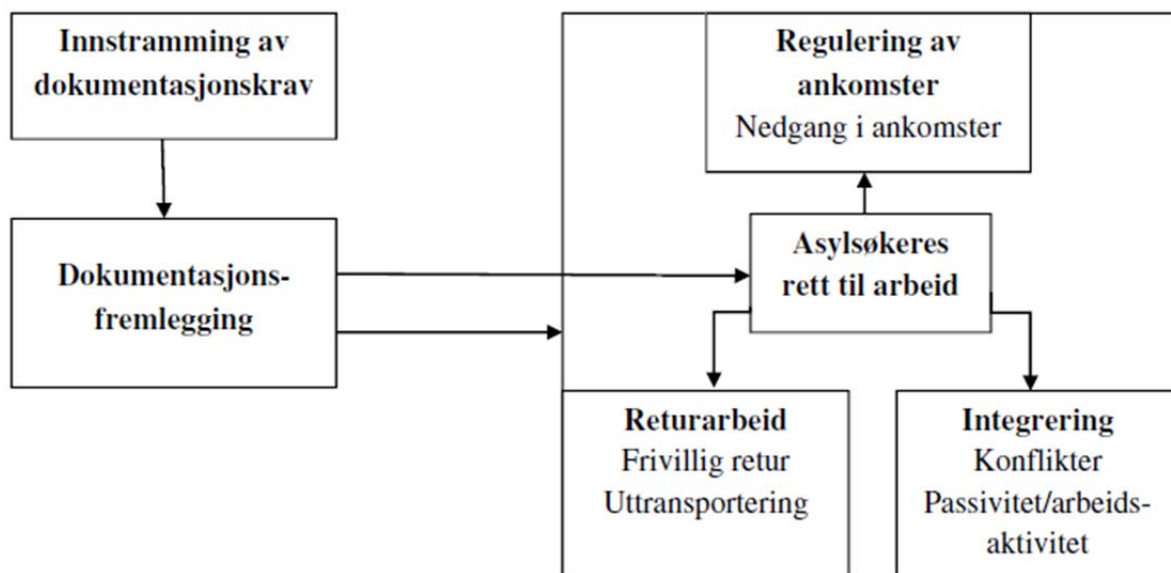 Innstramming av
dokumentasjonskrav
Dokumentasjons-
fremlegging
Regulering av
ankomster
Nedgang i ankomster
Asylsøkeres
rett til arbeid
Returarbeid
Frivillig retur
Uttransportering
Integrering
Konflikter
Passivitet/arbeids-
aktivitet